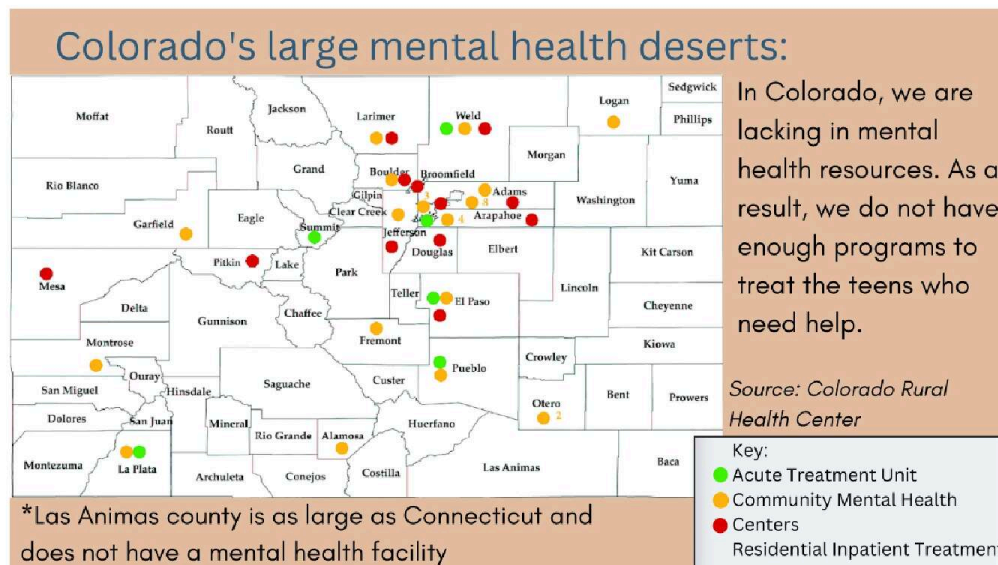 Colorado's large mental health deserts:
Moffat
Routt
Jackson
Larimer
Weld
Logan
Sedgwick
Phillips
Morgan
Grand
Boulder
Broomfield
Rio Blanco
Gilpin
Clear Creek
Adams
Washington
Yuma
Garfield
Eagle
Summit
Jefferson
Arapahoe
3
8
4
Pitkin
Lake
Park
Douglas
Elbert
Kit Carson
Mesa
Delta
Gunnison
Chaffee
Teller
El Paso
Lincoln
Cheyenne
Montrose
Fremont
Crowley
Kiowa
Ouray
San Miguel
Hinsdale
Saguache
Custer
Pueblo
Otero
2
Bent
Prowers
Dolores
San Juan
Mineral
Rio Grande
Alamosa
Huerfano
Montezuma
La Plata
Archuleta
Conejos
Costilla
Las Animas
Baca
In Colorado, we are
lacking in mental
health resources. As a
result, we do not have
enough programs to
treat the teens who
need help.
Source: Colorado Rural
Health Center
Key:
Acute Treatment Unit
Community Mental Health
Centers
Residential Inpatient Treatment
*Las Animas county is as large as Connecticut and
does not have a mental health facility